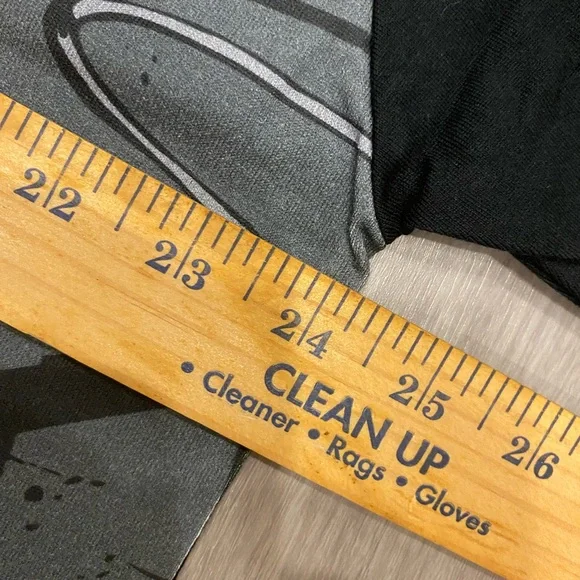 22 23 24 25 26
CLEAN UP
• Cleaner • Rags • Gloves